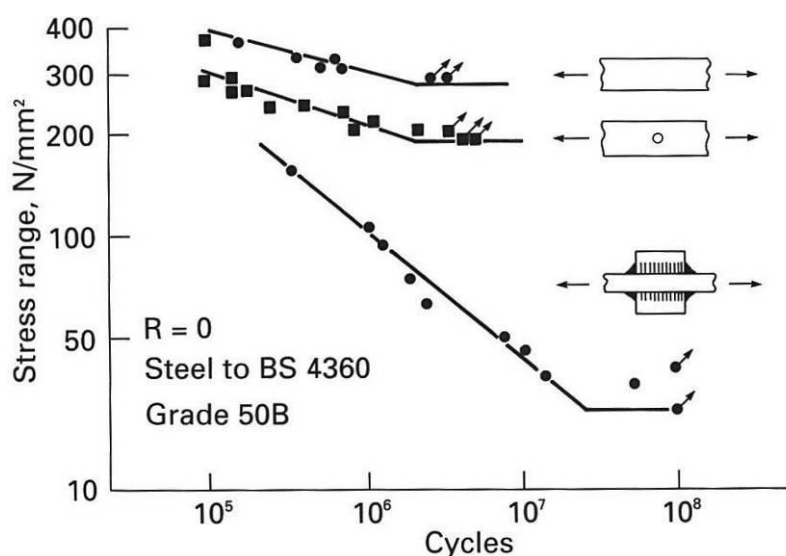 400
300
200
100
50
10
Stress range, N/mm²
R = 0
Steel to BS 4360
Grade 50B
10⁵
10⁶
10⁷
10⁸
Cycles